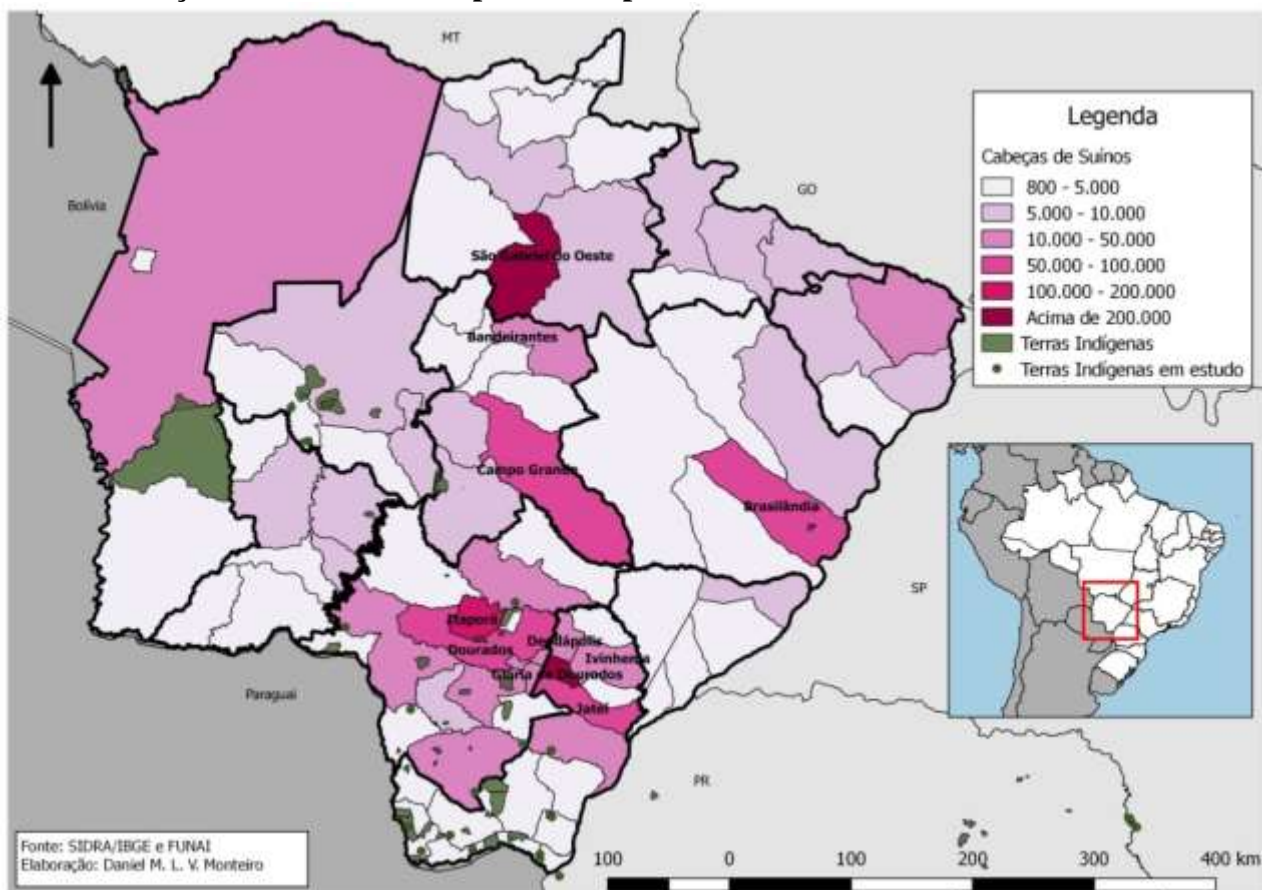 MT
GO
Bolívia
SP
Paraguai
PR
São Gabriel do Oeste
Bandeirantes
Campo Grande
Brasilândia
Itaporã
Dourados
Deodápolis
Ivinhema
Glória de Dourados
Jateí
Legenda
Cabeças de Suínos
800 - 5.000
5.000 - 10.000
10.000 - 50.000
50.000 - 100.000
100.000 - 200.000
Acima de 200.000
Terras Indígenas
Terras Indígenas em estudo
Fonte: SIDRA/IBGE e FUNAI
Elaboração: Daniel M. L. V. Monteiro
100 0 100 200 300 400 km